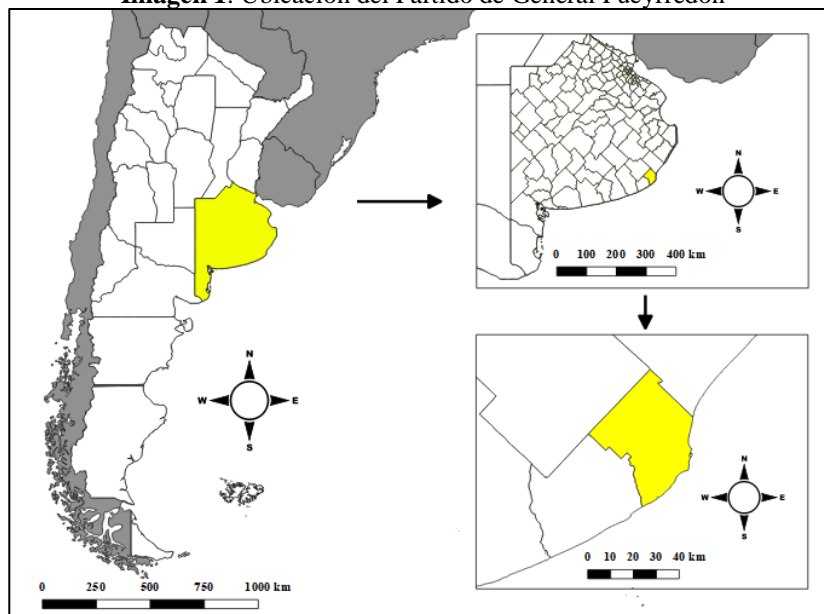 Imagen 1: Ubicación del Partido de General Pueyrredón
N
W E
S
0 250 500 750 1000 km
N
W E
S
0 100 200 300 400 km
N
W E
S
0 10 20 30 40 km